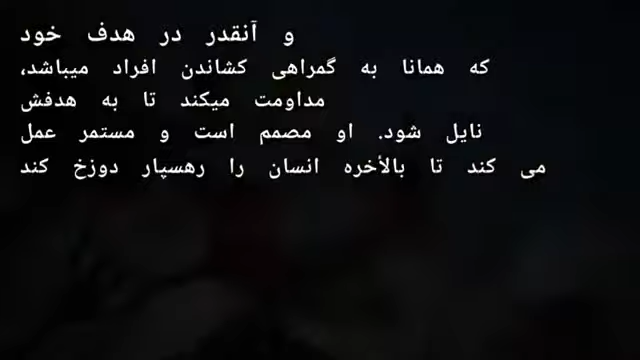 و آنقدر در هدف خود
که همانا به گمراهی کشاندن افراد میباشد،
مداومت میکند تا به هدفش
نایل شود. او مصمم است و مستمر عمل
می کند تا بالأخره انسان را رهسپار دوزخ کند